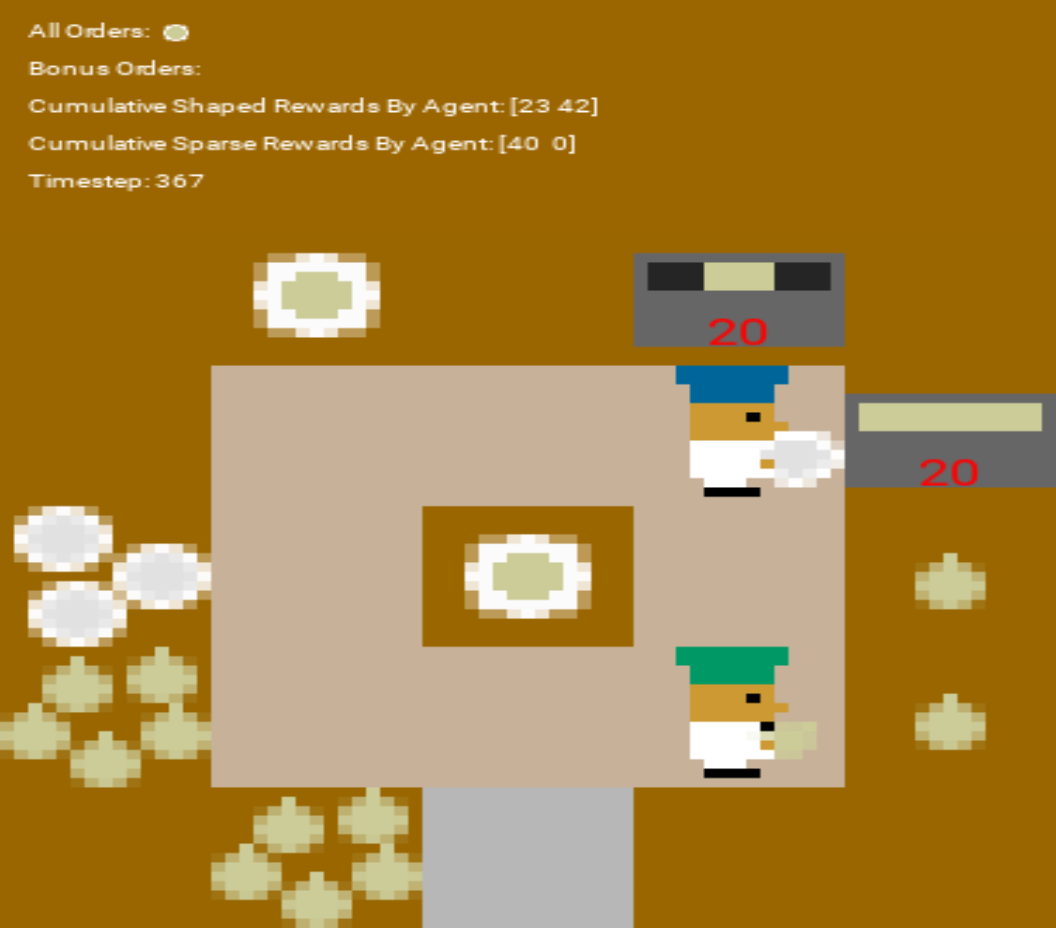 All Orders:
Bonus Orders:
Cumulative Shaped Rewards By Agent: [23 42]
Cumulative Sparse Rewards By Agent: [40  0]
Timestep: 367
20
20